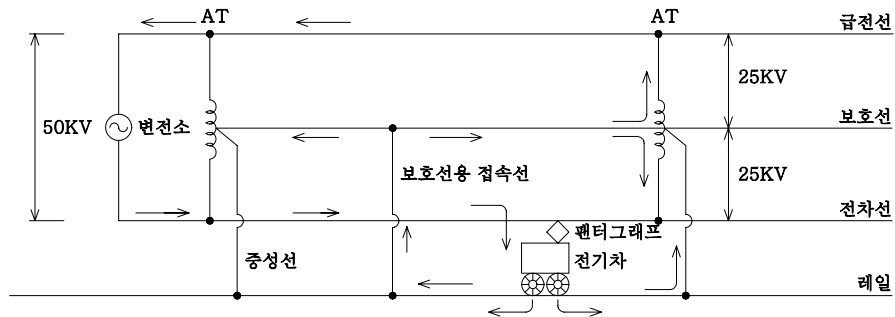 AT
AT
급전선
25KV
50KV
변전소
보호선
보호선용 접속선
25KV
전차선
팬터그래프
중성선
전기차
레일